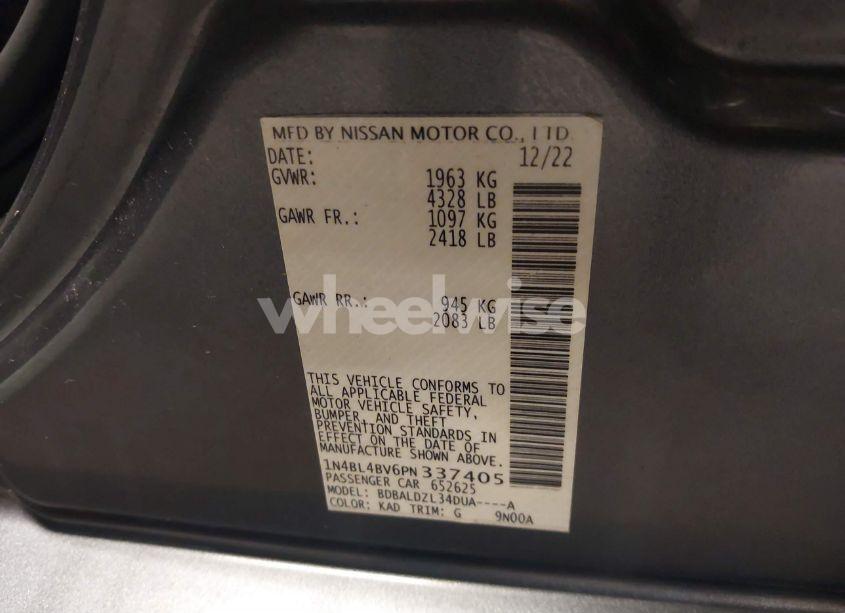 MFD BY NISSAN MOTOR CO., LTD
DATE: 12/22
GVWR: 1963 KG
4328 LB
GAWR FR.: 1097 KG
2418 LB
GAWR RR.: 945 KG
2083 LB
wheelwise
THIS VEHICLE CONFORMS TO
ALL APPLICABLE FEDERAL
MOTOR VEHICLE SAFETY,
BUMPER, AND THEFT
PREVENTION STANDARDS IN
EFFECT ON THE DATE OF
MANUFACTURE SHOWN ABOVE.
1N4BL4BV6PN337405
PASSENGER CAR 652625
MODEL: BDBALDZL34DUA----A
COLOR: KAD TRIM: G 9N00A